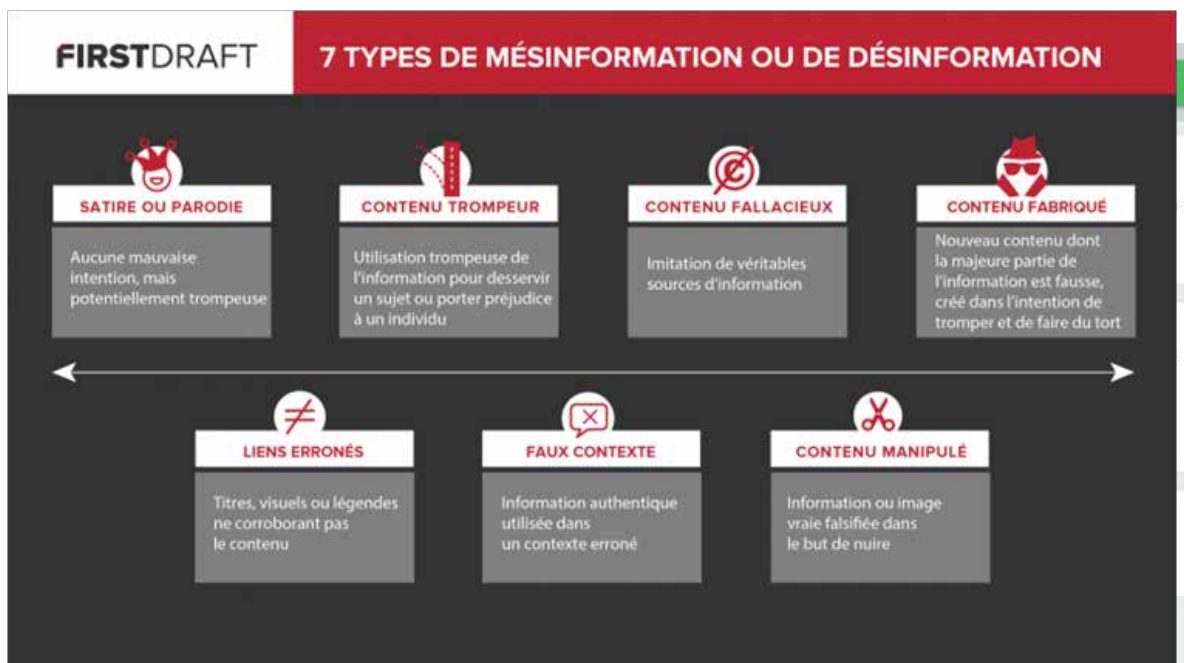 FIRSTDRAFT
7 TYPES DE MÉSINFORMATION OU DE DÉSINFORMATION
SATIRE OU PARODIE
Aucune mauvaise
intention, mais
potentiellement trompeuse
CONTENU TROMPEUR
Utilisation trompeuse de
l'information pour desservir
un sujet ou porter préjudice
à un individu
CONTENU FALLACIEUX
Imitation de véritables
sources d'information
CONTENU FABRIQUÉ
Nouveau contenu dont
la majeure partie de
l'information est fausse,
créé dans l'intention de
tromper et de faire du tort
LIENS ERRONÉS
Titres, visuels ou légendes
ne corroborant pas
le contenu
FAUX CONTEXTE
Information authentique
utilisée dans
un contexte erroné
CONTENU MANIPULÉ
Information ou image
vraie falsifiée dans
le but de nuire